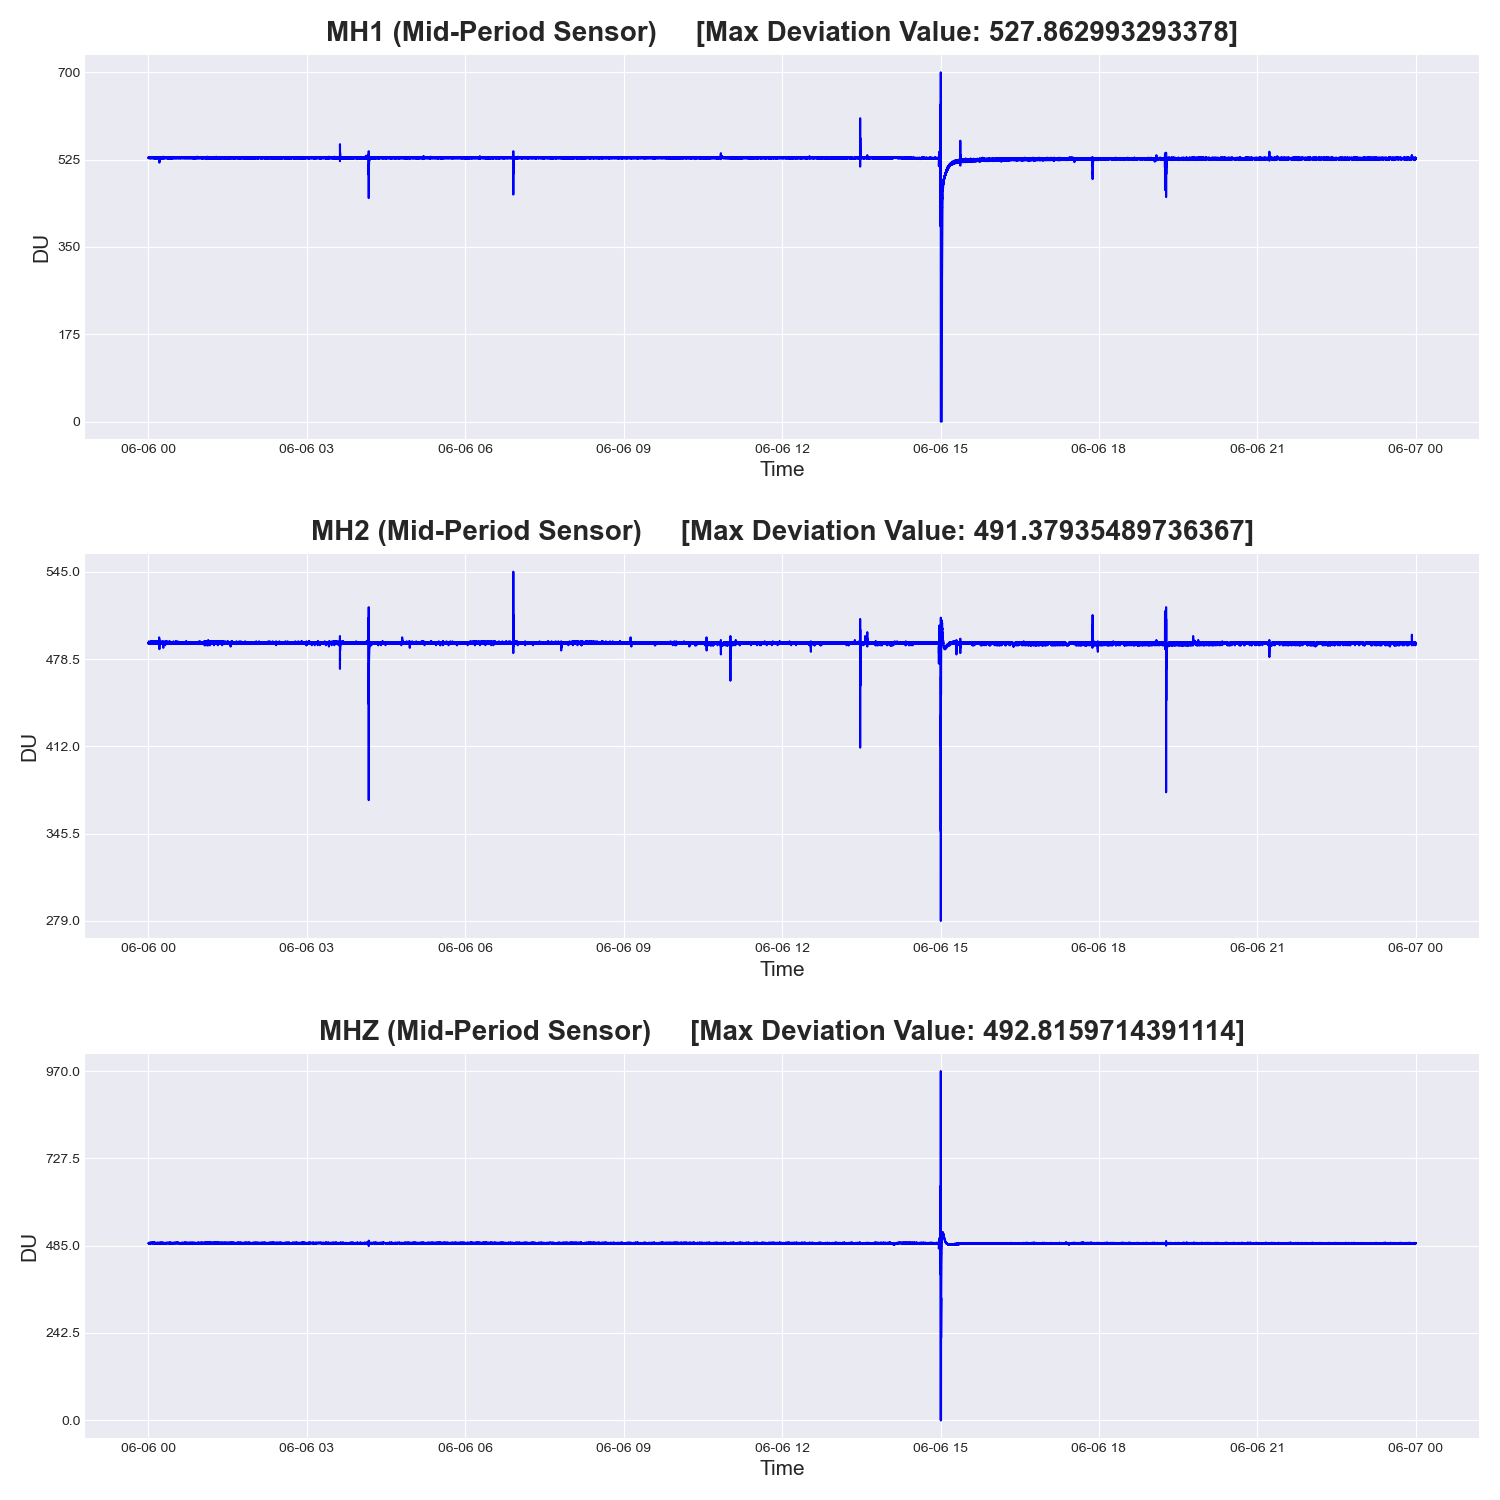 MH1 (Mid-Period Sensor) [Max Deviation Value: 527.862993293378]
700
525
350
175
0
DU
06-06 00 06-06 03 06-06 06 06-06 09 06-06 12 06-06 15 06-06 18 06-06 21 06-07 00
Time
MH2 (Mid-Period Sensor) [Max Deviation Value: 491.37935489736367]
545.0
478.5
412.0
345.5
279.0
DU
06-06 00 06-06 03 06-06 06 06-06 09 06-06 12 06-06 15 06-06 18 06-06 21 06-07 00
Time
MHZ (Mid-Period Sensor) [Max Deviation Value: 492.8159714391114]
970.0
727.5
485.0
242.5
0.0
DU
06-06 00 06-06 03 06-06 06 06-06 09 06-06 12 06-06 15 06-06 18 06-06 21 06-07 00
Time